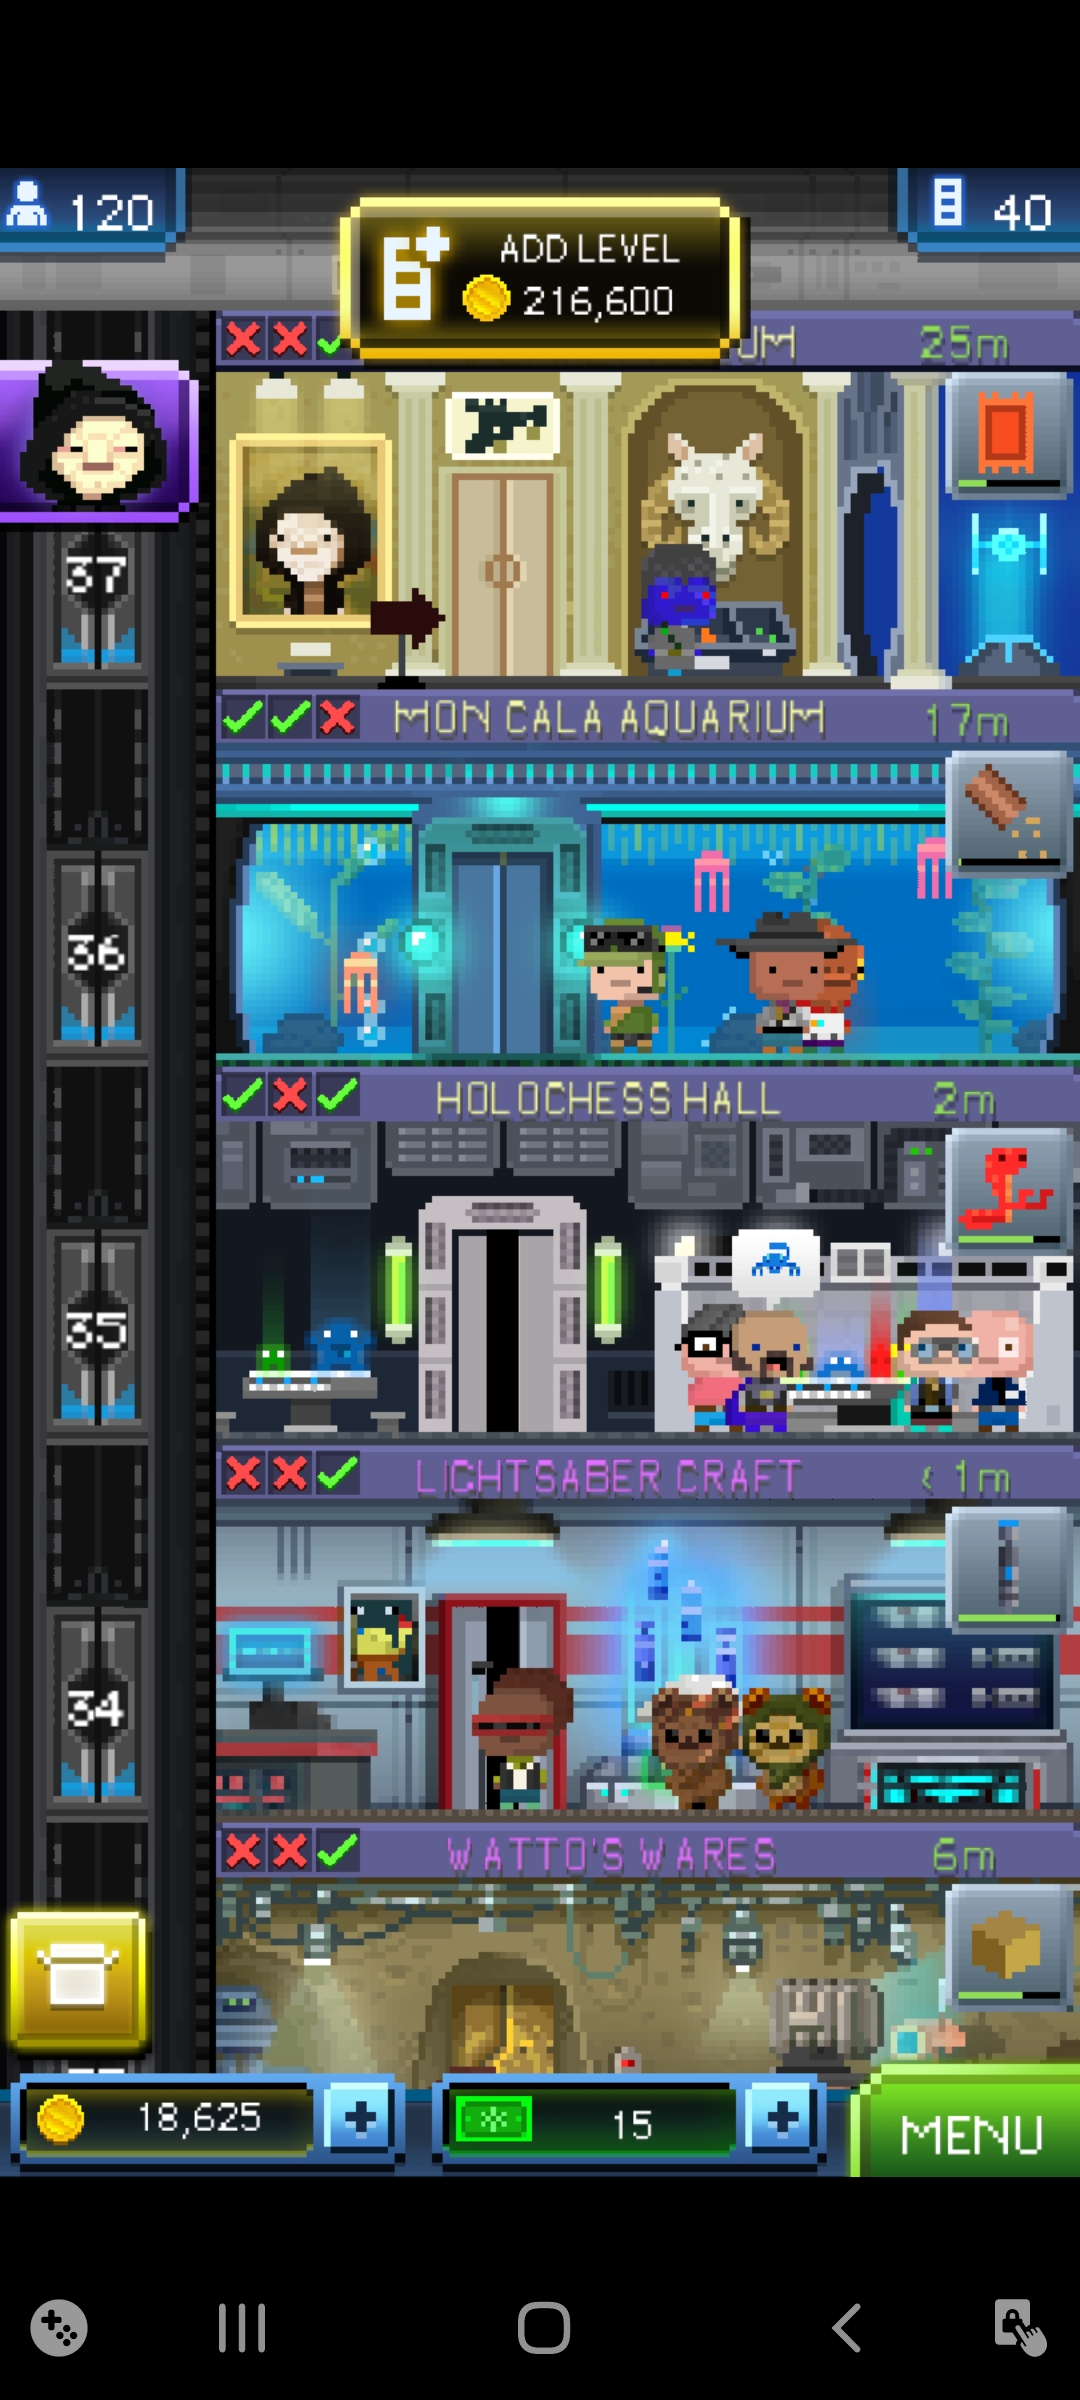 120
ADD LEVEL
216,600
40
UM 25m
37
MON CALA AQUARIUM 17m
36
HOLOCHESS HALL 2m
35
LIGHTSABER CRAFT < 1m
34
WATTO'S WARES 6m
18,625
15
MENU